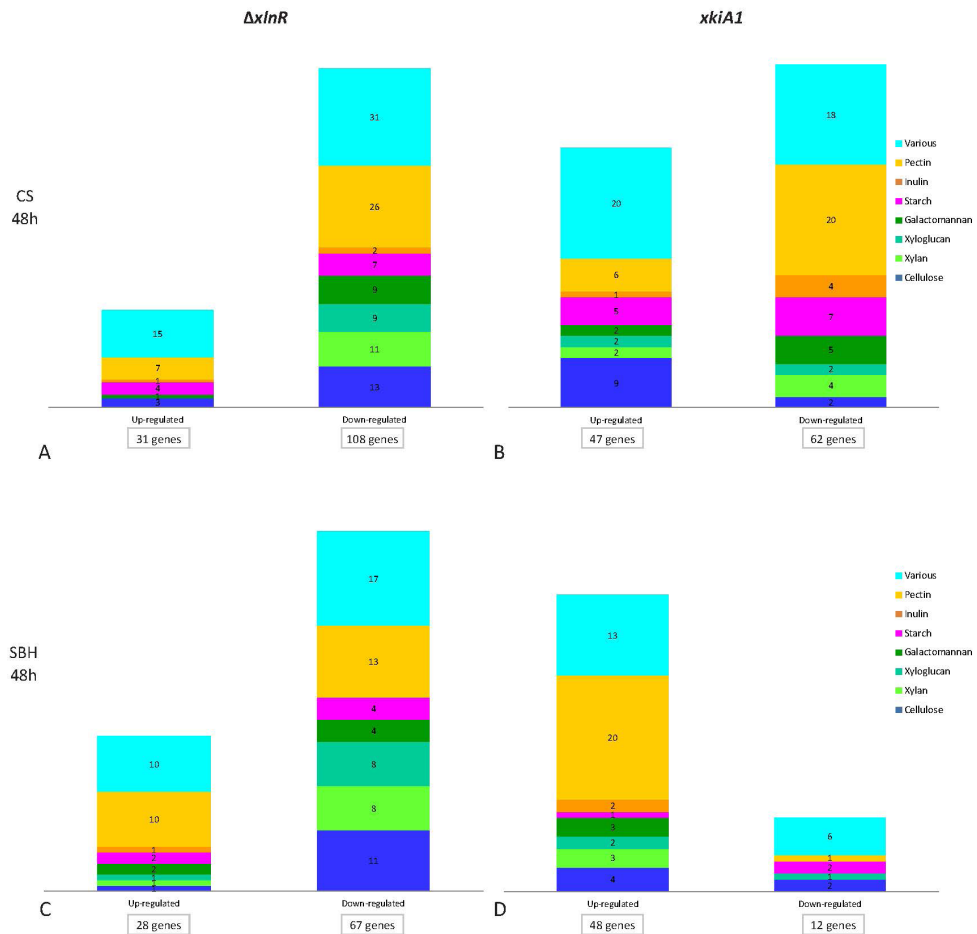 ΔxlnR
xkiA1
CS
48h
31
26
2
7
9
9
11
13
15
7
1
4
1
3
Up-regulated
31 genes
Down-regulated
108 genes
A
20
6
1
5
2
2
2
9
18
20
4
7
5
2
4
2
Various
Pectin
Inulin
Starch
Galactomannan
Xyloglucan
Xylan
Cellulose
Up-regulated
47 genes
Down-regulated
62 genes
B
SBH
48h
10
10
1
2
2
1
1
1
17
13
4
4
8
8
11
Up-regulated
28 genes
Down-regulated
67 genes
C
13
20
2
1
3
2
3
4
6
1
2
1
2
Various
Pectin
Inulin
Starch
Galactomannan
Xyloglucan
Xylan
Cellulose
Up-regulated
48 genes
Down-regulated
12 genes
D